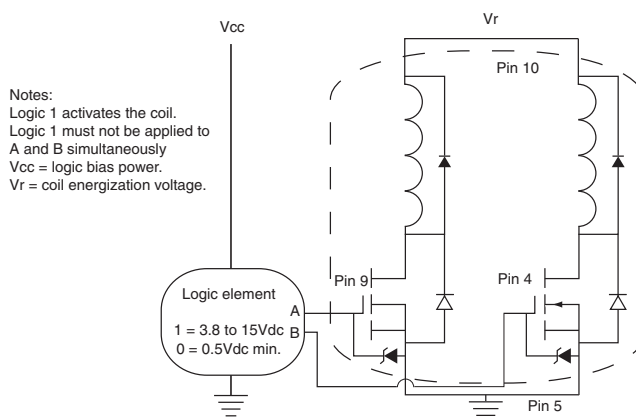 Vcc
Vr
Pin 10
Notes:
Logic 1 activates the coil.
Logic 1 must not be applied to
A and B simultaneously
Vcc = logic bias power.
Vr = coil energization voltage.
Pin 9
Pin 4
Logic element
A
1 = 3.8 to 15Vdc
B
0 = 0.5Vdc min.
Pin 5